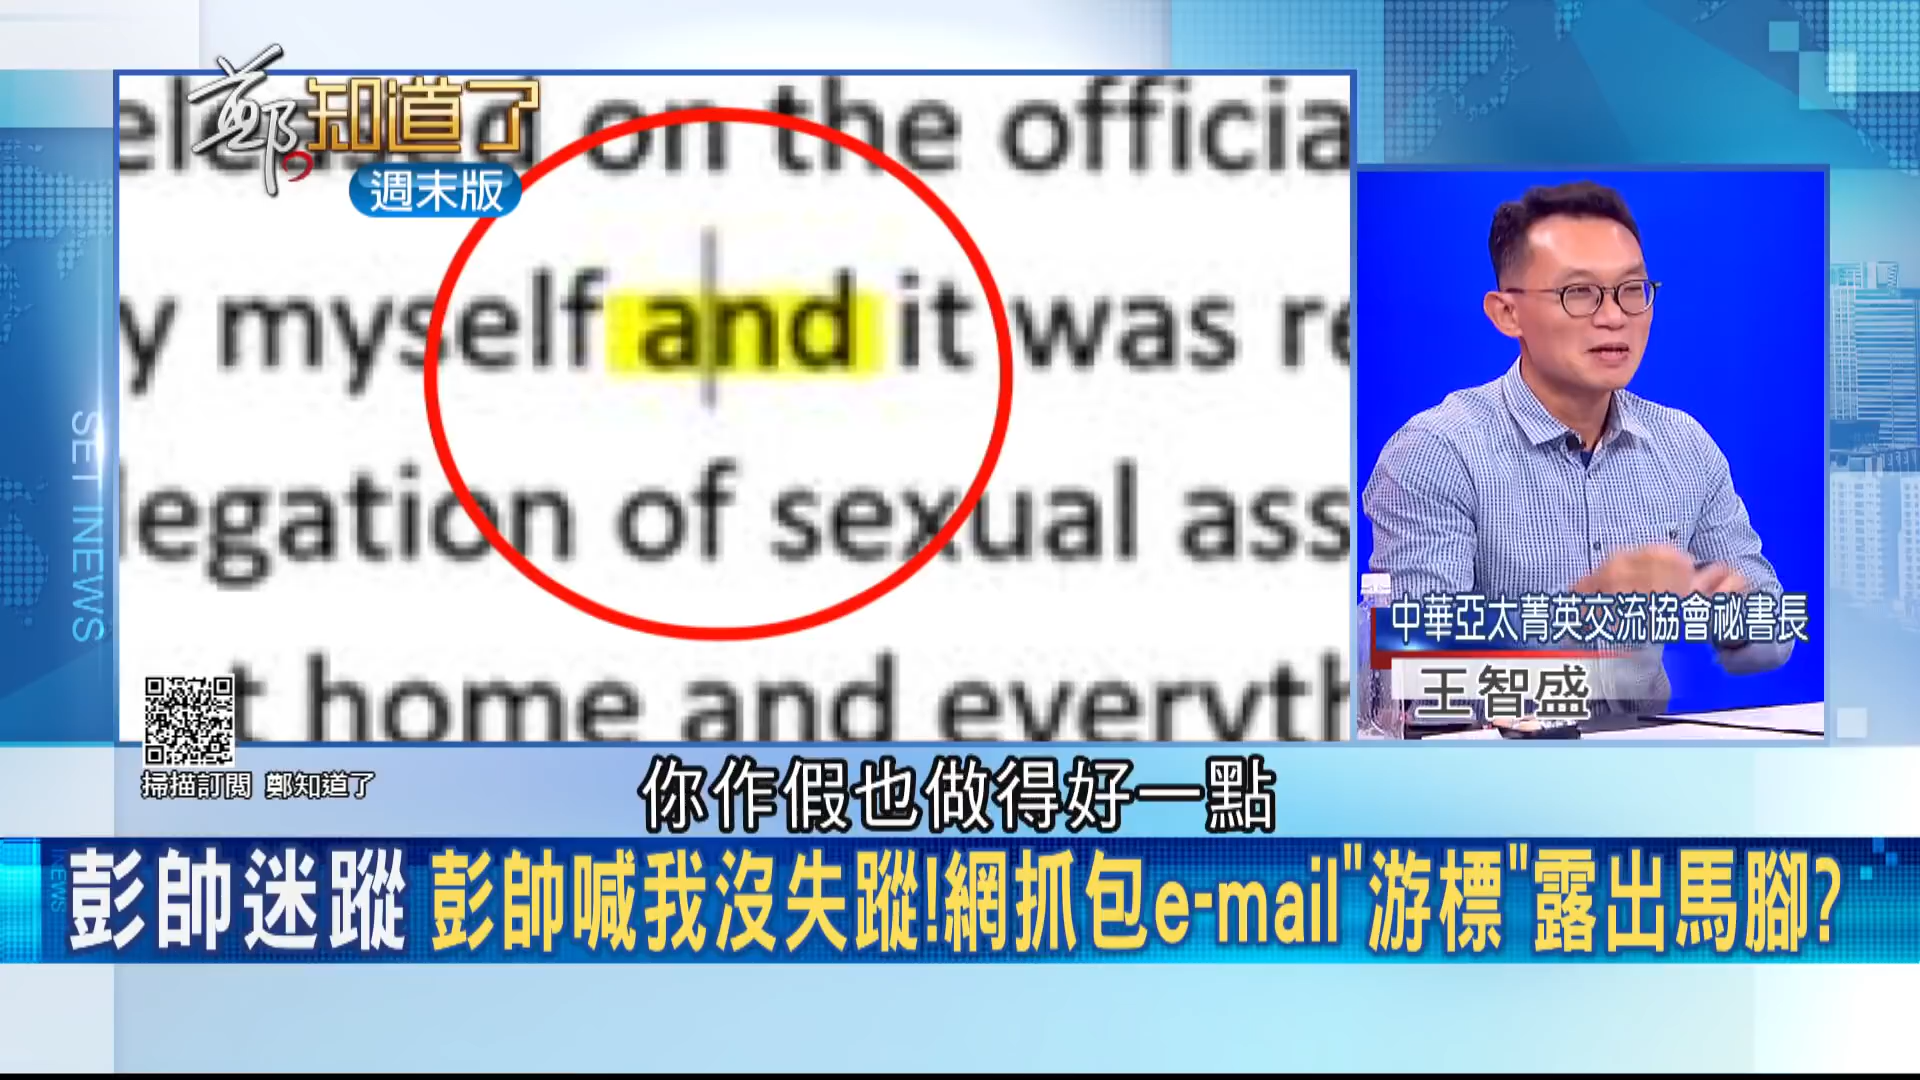 鄭知道了
週末版
eleased on the officia
y myself and it was re
legation of sexual ass
t home and everyth
SET iNEWS
中華亞太菁英交流協會祕書長
王智盛
掃描訂閱 鄭知道了
你作假也做得好一點
彭帥迷蹤 彭帥喊我沒失蹤!網抓包e-mail"游標"露出馬腳?